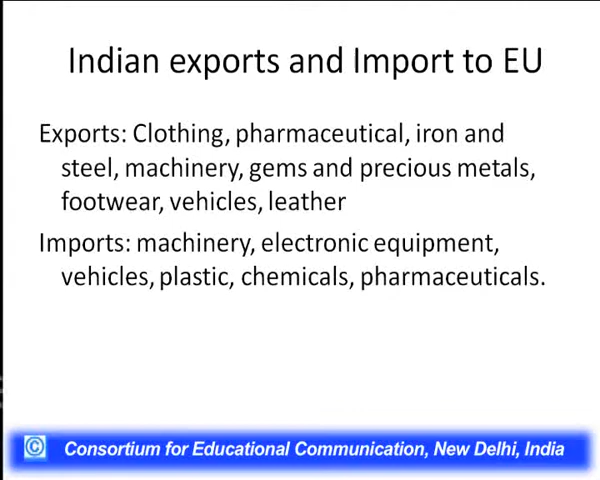 Indian exports and Import to EU
Exports: Clothing, pharmaceutical, iron and
steel, machinery, gems and precious metals,
footwear, vehicles, leather
Imports: machinery, electronic equipment,
vehicles, plastic, chemicals, pharmaceuticals.
© Consortium for Educational Communication, New Delhi, India